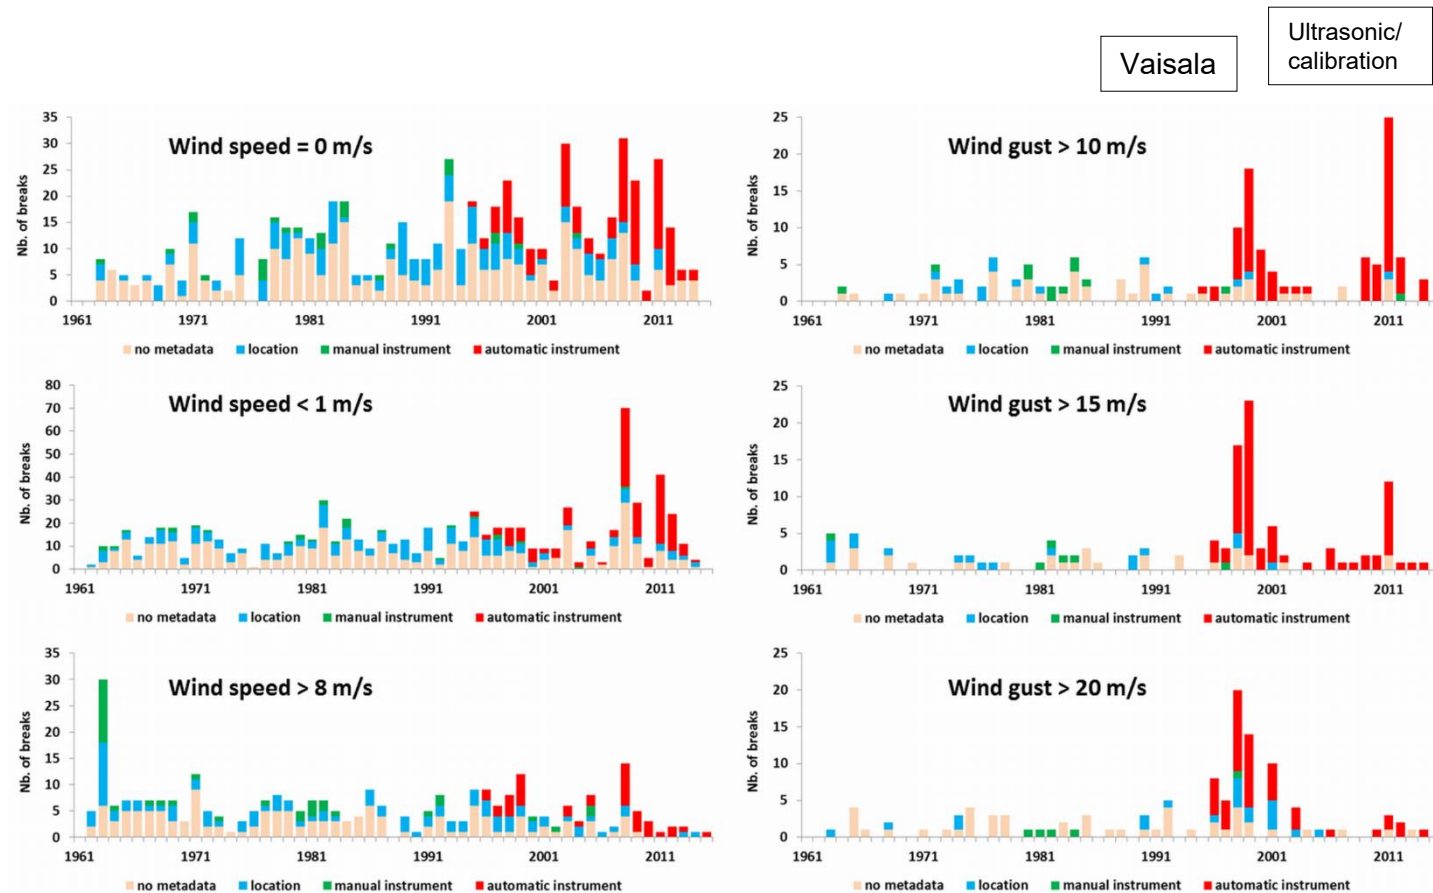 Vaisala
Ultrasonic/
calibration
Wind speed = 0 m/s
Nb. of breaks
35
30
25
20
15
10
5
0
1961 1971 1981 1991 2001 2011
no metadata location manual instrument automatic instrument
Wind gust > 10 m/s
Nb. of breaks
25
20
15
10
5
0
1961 1971 1981 1991 2001 2011
no metadata location manual instrument automatic instrument
Wind speed < 1 m/s
Nb. of breaks
80
70
60
50
40
30
20
10
0
1961 1971 1981 1991 2001 2011
no metadata location manual instrument automatic instrument
Wind gust > 15 m/s
Nb. of breaks
25
20
15
10
5
0
1961 1971 1981 1991 2001 2011
no metadata location manual instrument automatic instrument
Wind speed > 8 m/s
Nb. of breaks
35
30
25
20
15
10
5
0
1961 1971 1981 1991 2001 2011
no metadata location manual instrument automatic instrument
Wind gust > 20 m/s
Nb. of breaks
25
20
15
10
5
0
1961 1971 1981 1991 2001 2011
no metadata location manual instrument automatic instrument